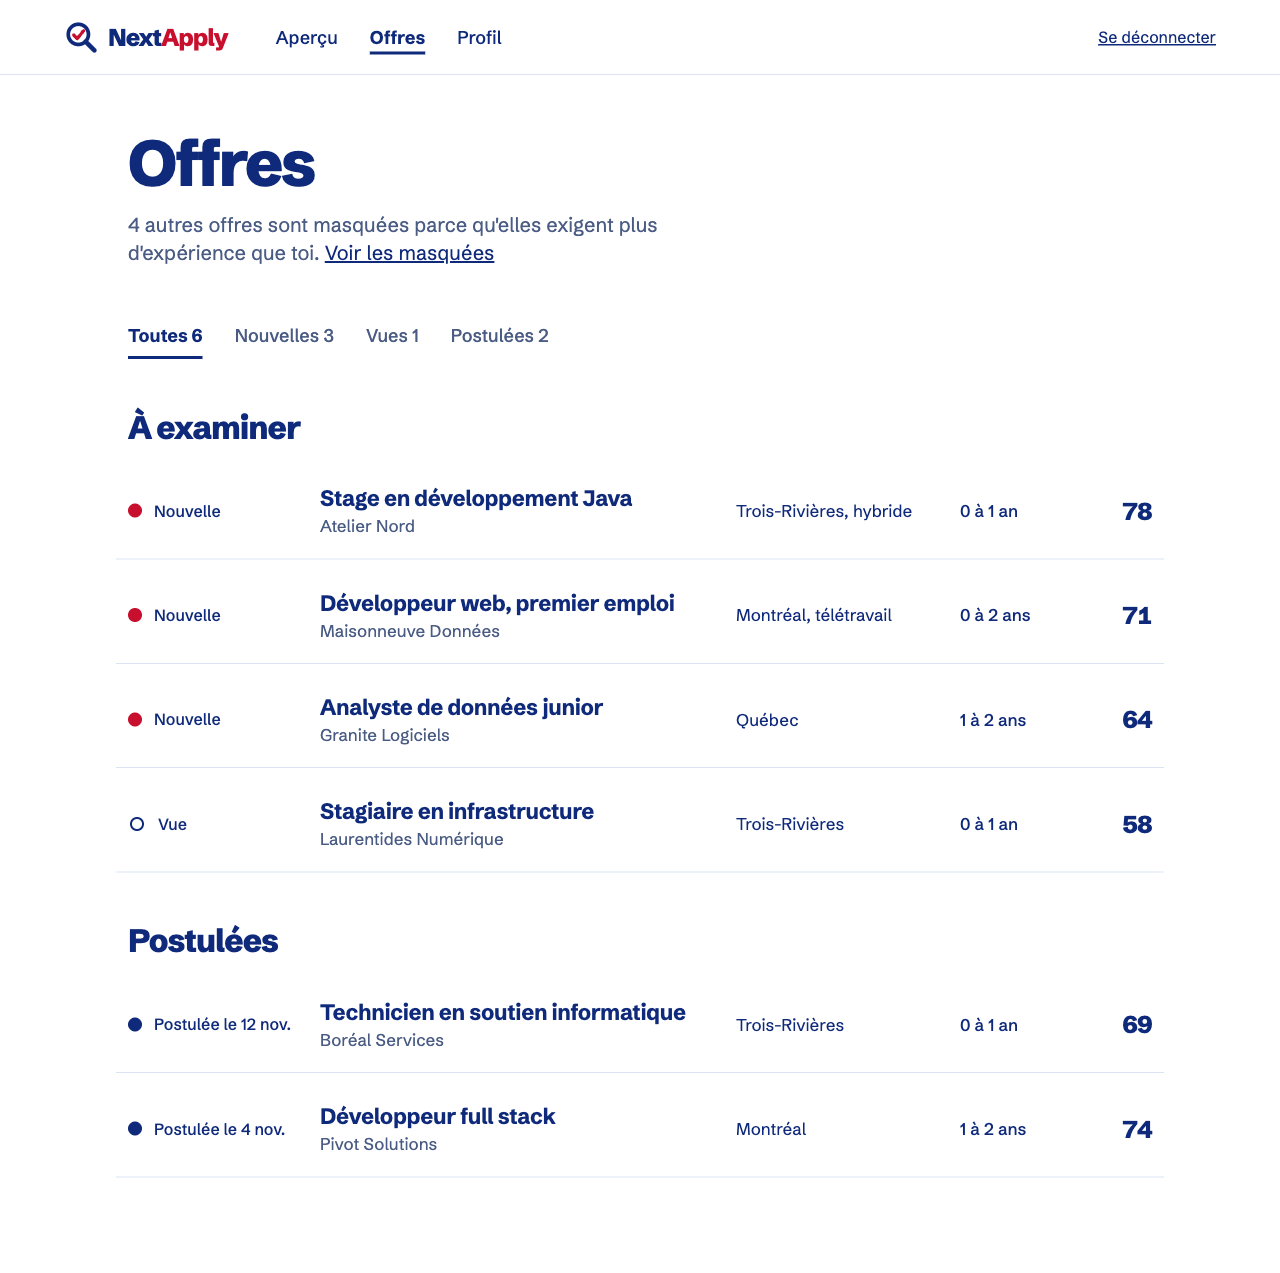 NextApply
Aperçu
Offres
Profil
Se déconnecter
Offres
4 autres offres sont masquées parce qu'elles exigent plus
d'expérience que toi. Voir les masquées
Toutes 6
Nouvelles 3
Vues 1
Postulées 2
À examiner
Nouvelle
Stage en développement Java
Atelier Nord
Trois-Rivières, hybride
0 à 1 an
78
Nouvelle
Développeur web, premier emploi
Maisonneuve Données
Montréal, télétravail
0 à 2 ans
71
Nouvelle
Analyste de données junior
Granite Logiciels
Québec
1 à 2 ans
64
Vue
Stagiaire en infrastructure
Laurentides Numérique
Trois-Rivières
0 à 1 an
58
Postulées
Postulée le 12 nov.
Technicien en soutien informatique
Boréal Services
Trois-Rivières
0 à 1 an
69
Postulée le 4 nov.
Développeur full stack
Pivot Solutions
Montréal
1 à 2 ans
74